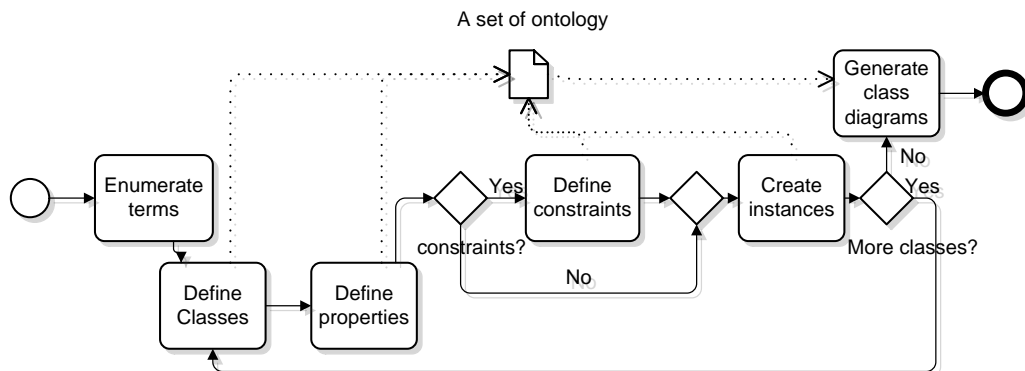 A set of ontology
Generate
class
diagrams
Enumerate
terms
Yes
Define
constraints
Create
instances
No
Yes
constraints?
More classes?
No
Define
Classes
Define
properties